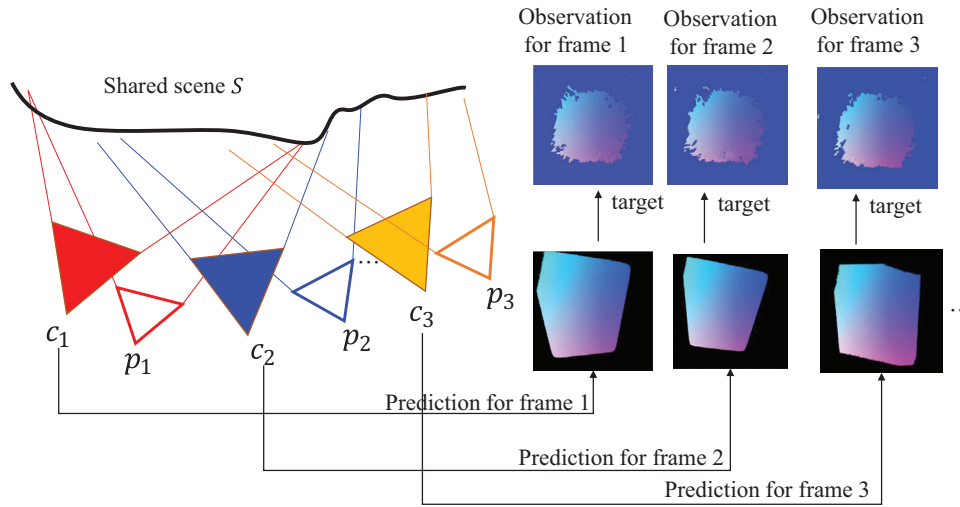 Observation
for frame 1
Observation
for frame 2
Observation
for frame 3
Shared scene S
target
target
target
...
c1
p1
c2
p2
c3
p3
...
Prediction for frame 1
Prediction for frame 2
Prediction for frame 3